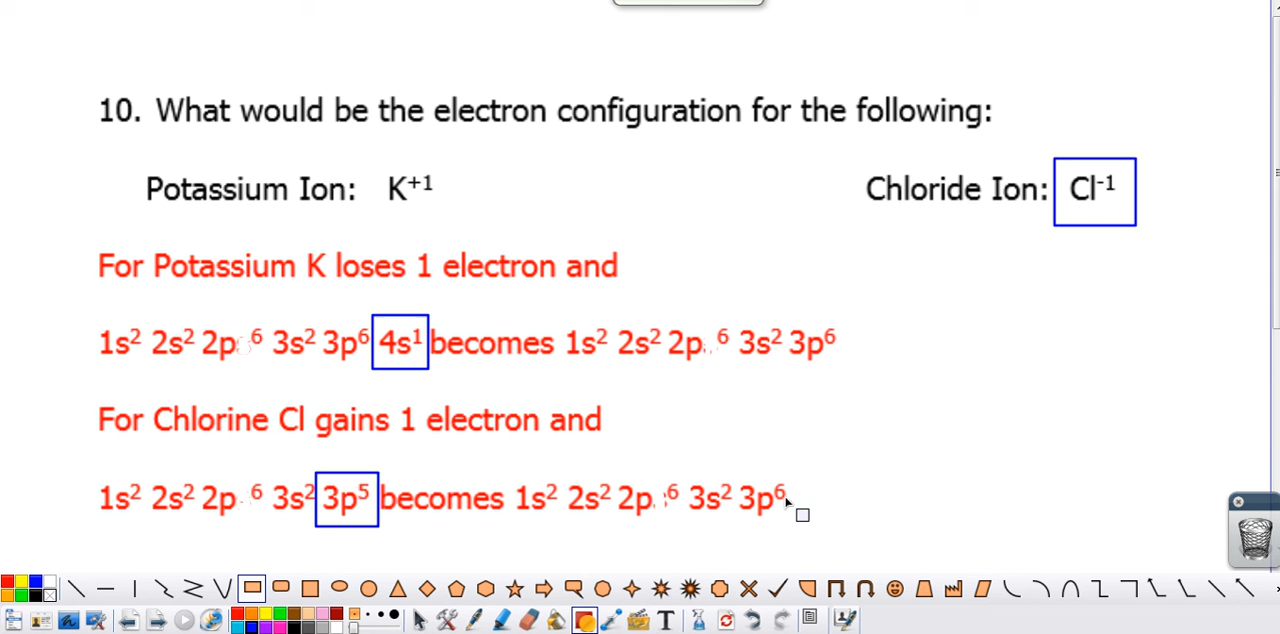 10. What would be the electron configuration for the following:
Potassium Ion: K⁺¹ Chloride Ion: Cl⁻¹
For Potassium K loses 1 electron and
1s² 2s² 2p⁶ 3s² 3p⁶ 4s¹ becomes 1s² 2s² 2p⁶ 3s² 3p⁶
For Chlorine Cl gains 1 electron and
1s² 2s² 2p⁶ 3s² 3p⁵ becomes 1s² 2s² 2p⁶ 3s² 3p⁶